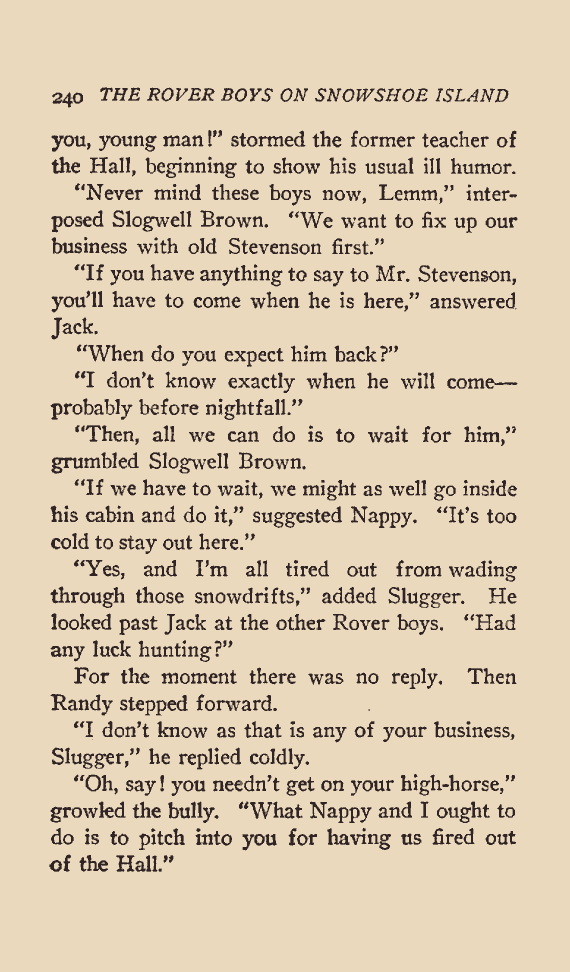 240 THE ROVER BOYS ON SNOWSHOE ISLAND
you, young man!” stormed the former teacher of
the Hall, beginning to show his usual ill humor.
“Never mind these boys now, Lemm,” inter-
posed Slogwell Brown. “We want to fix up our
business with old Stevenson first.”
“If you have anything to say to Mr. Stevenson,
you’ll have to come when he is here,” answered
Jack.
“When do you expect him back?”
“I don’t know exactly when he will come—
probably before nightfall.”
“Then, all we can do is to wait for him,”
grumbled Slogwell Brown.
“If we have to wait, we might as well go inside
his cabin and do it,” suggested Nappy. “It’s too
cold to stay out here.”
“Yes, and I’m all tired out from wading
through those snowdrifts,” added Slugger. He
looked past Jack at the other Rover boys. “Had
any luck hunting?”
For the moment there was no reply. Then
Randy stepped forward.
“I don’t know as that is any of your business,
Slugger,” he replied coldly.
“Oh, say! you needn’t get on your high-horse,”
growled the bully. “What Nappy and I ought to
do is to pitch into you for having us fired out
of the Hall.”